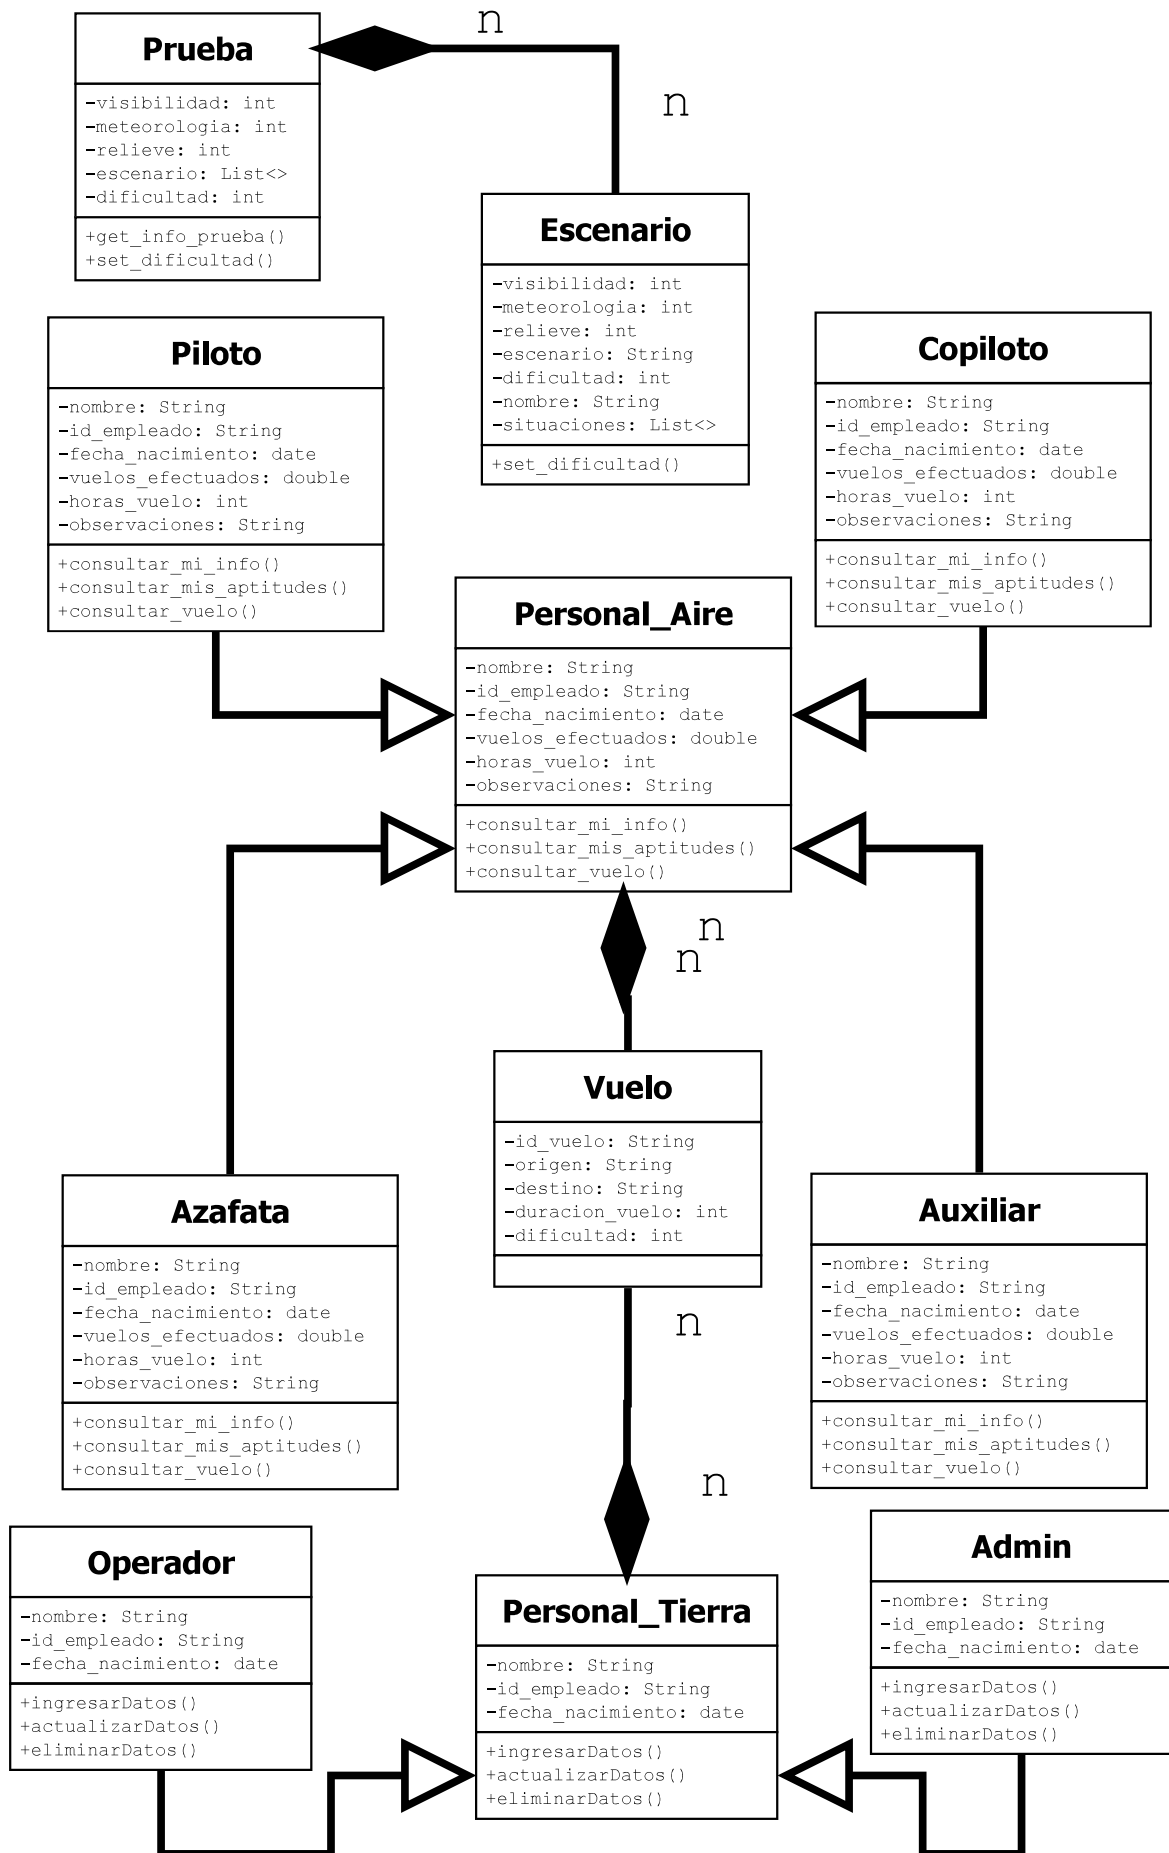 Prueba
-visibilidad: int
-meteorologia: int
-relieve: int
-escenario: List<>
-dificultad: int
+get_info_prueba()
+set_dificultad()
n
n
Escenario
-visibilidad: int
-meteorologia: int
-relieve: int
-escenario: String
-dificultad: int
-nombre: String
-situaciones: List<>
+set_dificultad()
Piloto
-nombre: String
-id_empleado: String
-fecha_nacimiento: date
-vuelos_efectuados: double
-horas_vuelo: int
-observaciones: String
+consultar_mi_info()
+consultar_mis_aptitudes()
+consultar_vuelo()
Copiloto
-nombre: String
-id_empleado: String
-fecha_nacimiento: date
-vuelos_efectuados: double
-horas_vuelo: int
-observaciones: String
+consultar_mi_info()
+consultar_mis_aptitudes()
+consultar_vuelo()
Personal_Aire
-nombre: String
-id_empleado: String
-fecha_nacimiento: date
-vuelos_efectuados: double
-horas_vuelo: int
-observaciones: String
+consultar_mi_info()
+consultar_mis_aptitudes()
+consultar_vuelo()
n
n
Vuelo
-id_vuelo: String
-origen: String
-destino: String
-duracion_vuelo: int
-dificultad: int
Azafata
-nombre: String
-id_empleado: String
-fecha_nacimiento: date
-vuelos_efectuados: double
-horas_vuelo: int
-observaciones: String
+consultar_mi_info()
+consultar_mis_aptitudes()
+consultar_vuelo()
Auxiliar
-nombre: String
-id_empleado: String
-fecha_nacimiento: date
-vuelos_efectuados: double
-horas_vuelo: int
-observaciones: String
+consultar_mi_info()
+consultar_mis_aptitudes()
+consultar_vuelo()
n
n
Operador
-nombre: String
-id_empleado: String
-fecha_nacimiento: date
+ingresarDatos()
+actualizarDatos()
+eliminarDatos()
Personal_Tierra
-nombre: String
-id_empleado: String
-fecha_nacimiento: date
+ingresarDatos()
+actualizarDatos()
+eliminarDatos()
Admin
-nombre: String
-id_empleado: String
-fecha_nacimiento: date
+ingresarDatos()
+actualizarDatos()
+eliminarDatos()